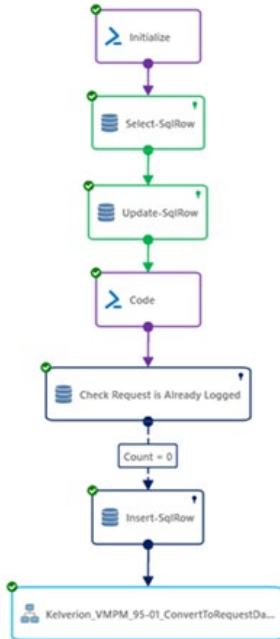 Initialize
Select-SqlRow
Update-SqlRow
Code
Check Request is Already Logged
Count = 0
Insert-SqlRow
Kelverion_VMPM_95-01_ConvertToRequestDa...